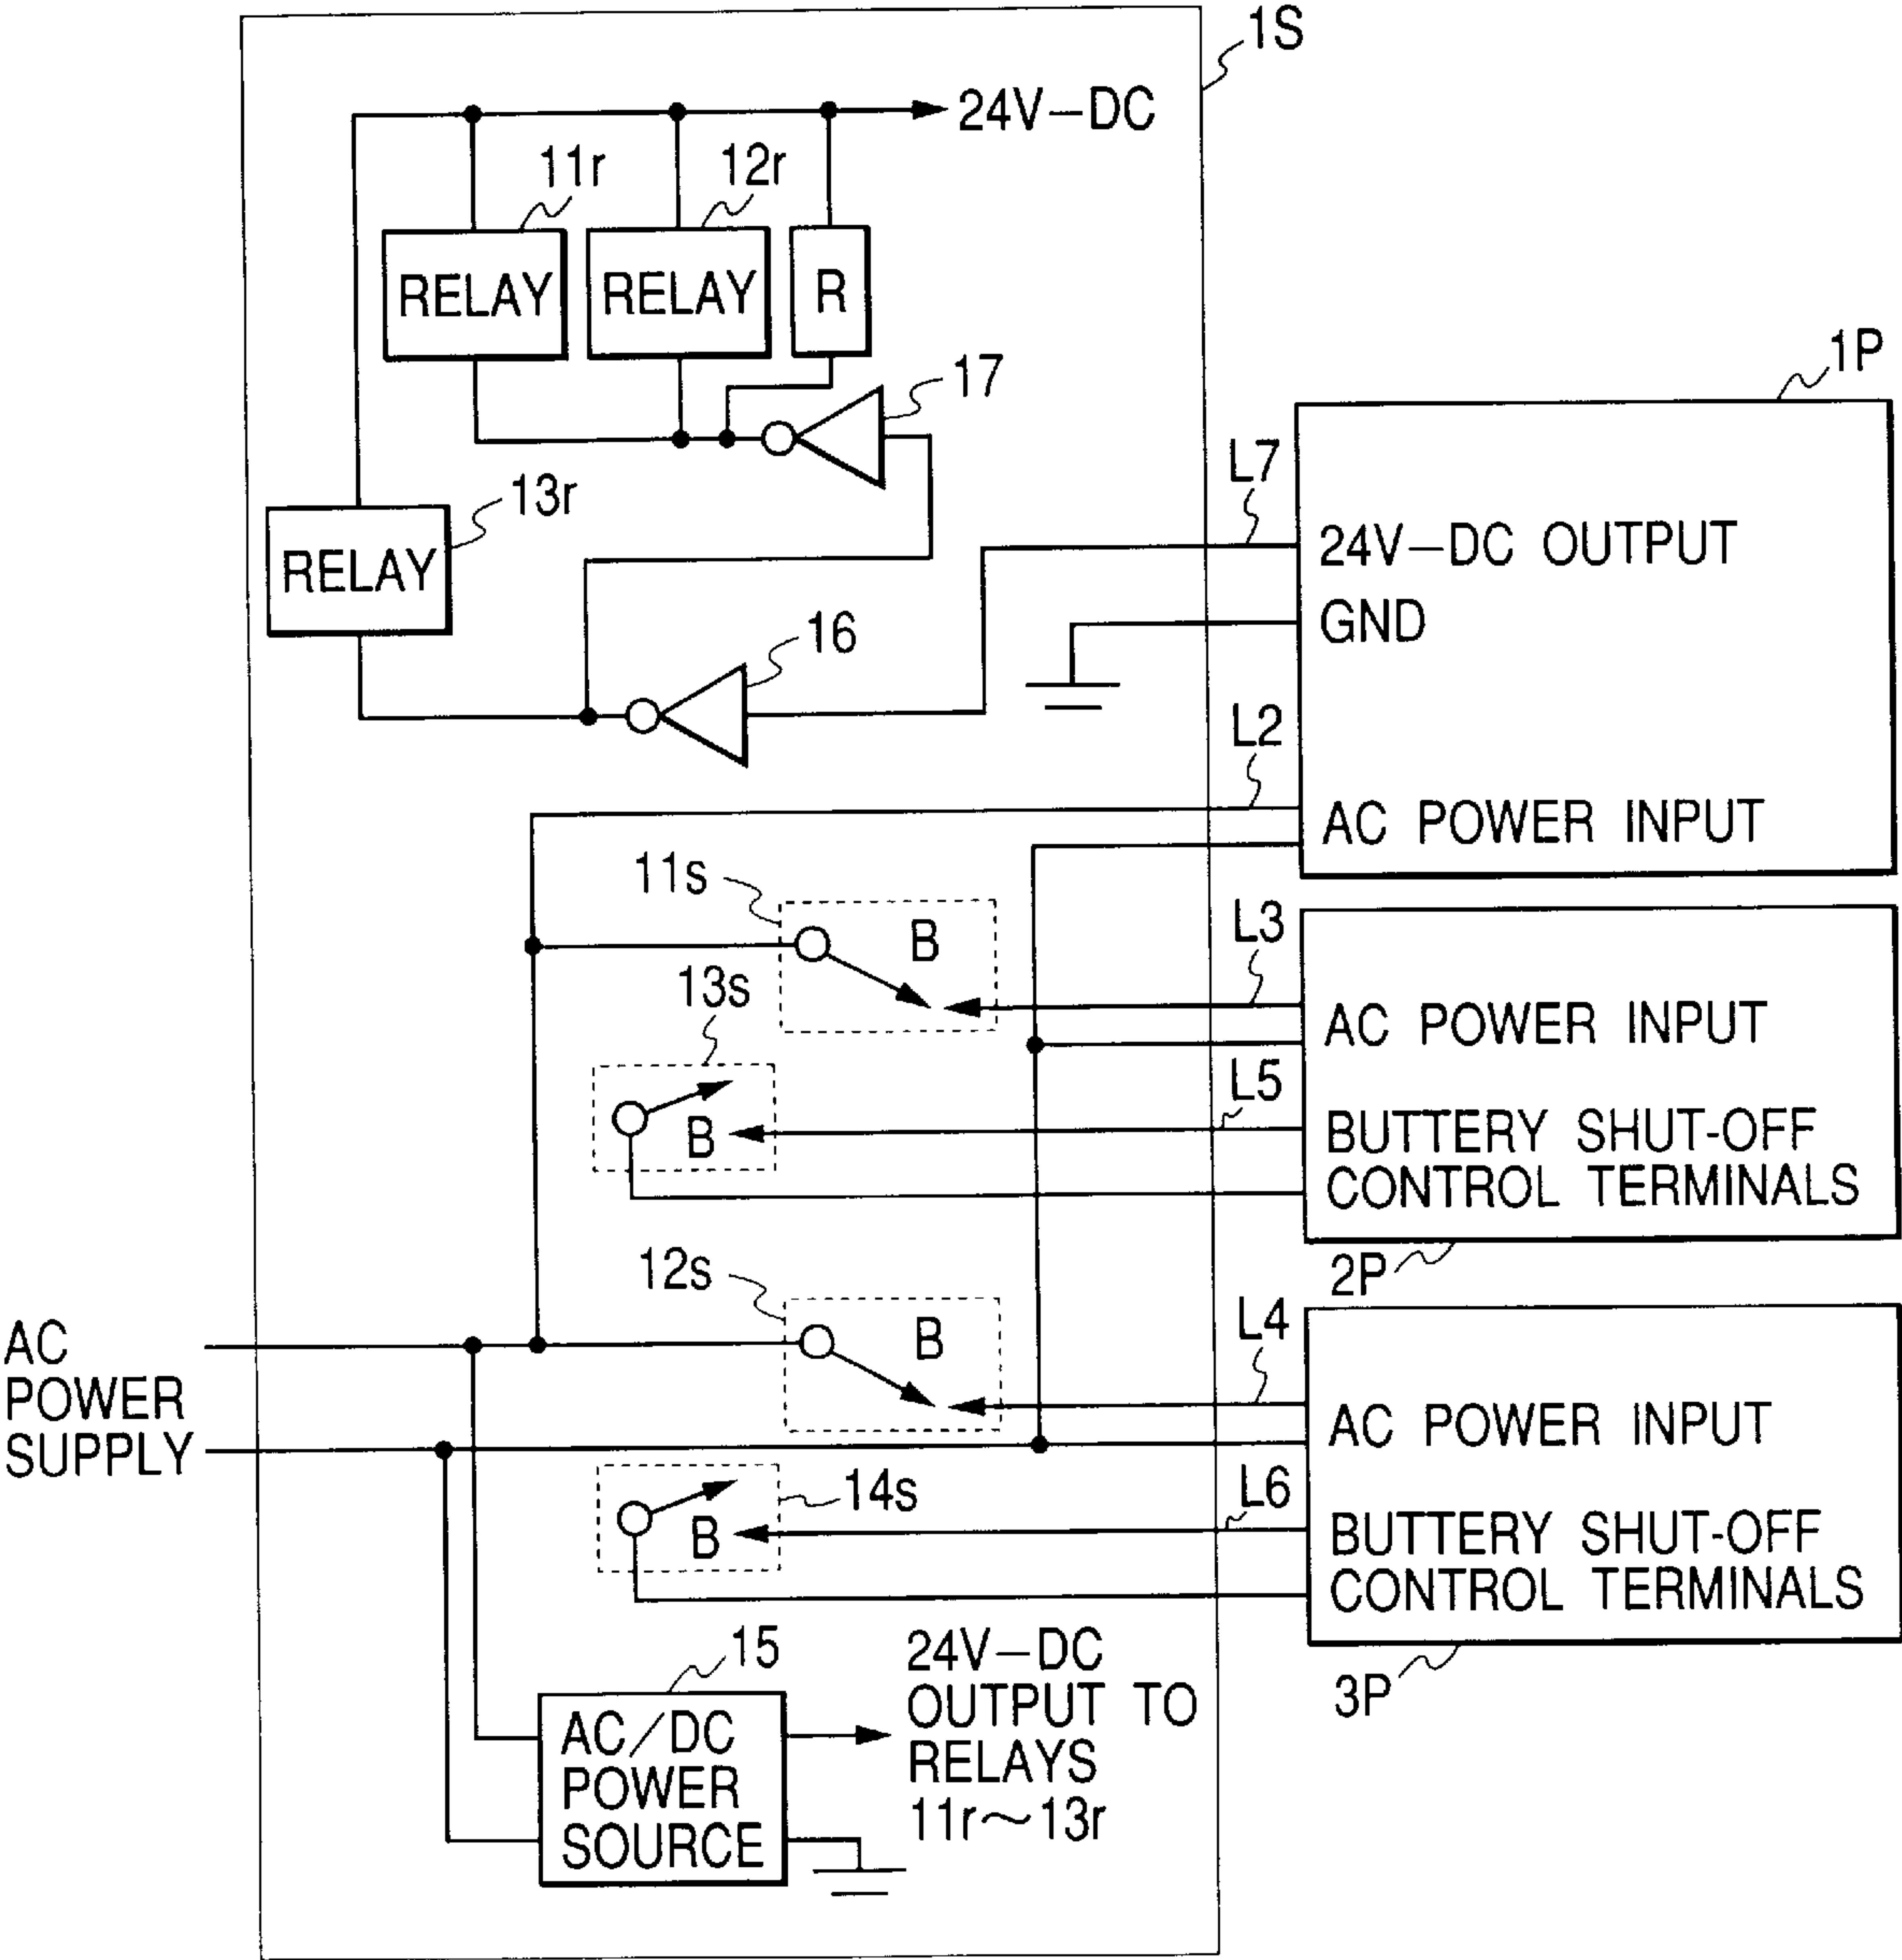 1S
24V-DC
11r
12r
RELAY
RELAY
R
17
1P
13r
L7
RELAY
24V-DC OUTPUT
GND
16
L2
AC POWER INPUT
11s
B
L3
13s
AC POWER INPUT
B
L5
BUTTERY SHUT-OFF
CONTROL TERMINALS
2P
12s
B
L4
AC
POWER
SUPPLY
AC POWER INPUT
14s
B
L6
BUTTERY SHUT-OFF
CONTROL TERMINALS
3P
15
24V-DC
OUTPUT TO
RELAYS
11r~13r
AC/DC
POWER
SOURCE